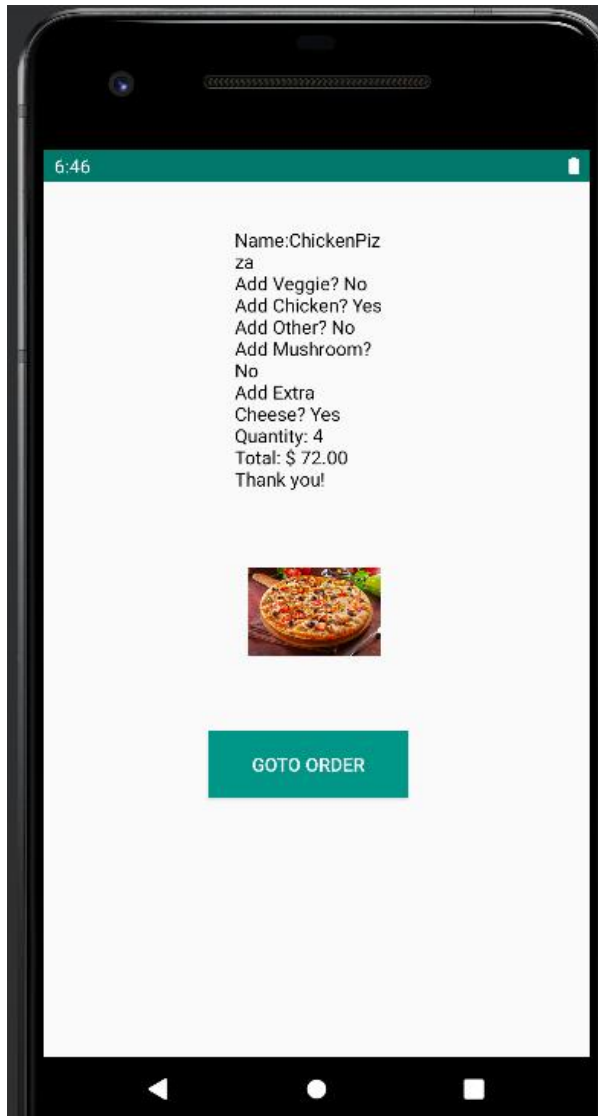 6:46
Name:ChickenPiz
za
Add Veggie? No
Add Chicken? Yes
Add Other? No
Add Mushroom?
No
Add Extra
Cheese? Yes
Quantity: 4
Total: $ 72.00
Thank you!
GOTO ORDER